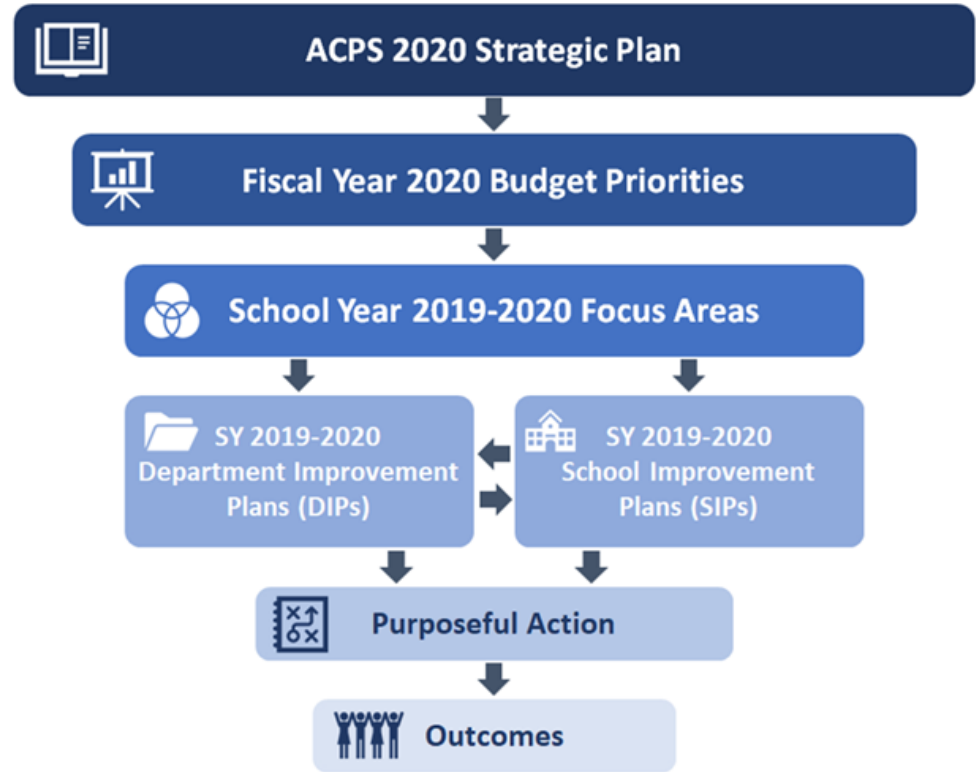 ACPS 2020 Strategic Plan
Fiscal Year 2020 Budget Priorities
School Year 2019-2020 Focus Areas
SY 2019-2020
Department Improvement
Plans (DIPs)
SY 2019-2020
School Improvement
Plans (SIPs)
Purposeful Action
Outcomes